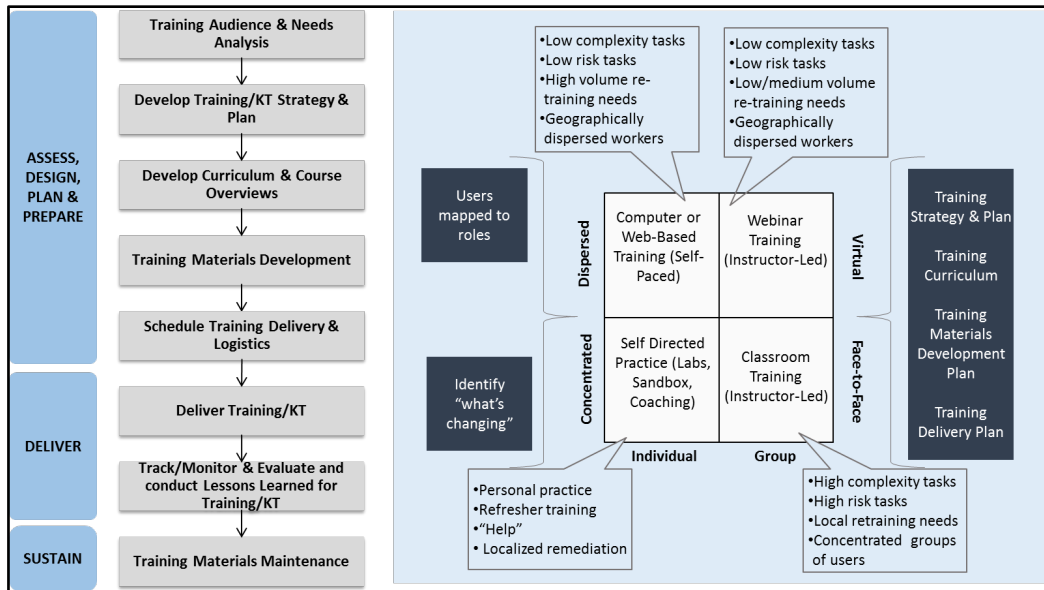 ASSESS,
DESIGN,
PLAN &
PREPARE
DELIVER
SUSTAIN
Training Audience & Needs
Analysis
Develop Training/KT Strategy &
Plan
Develop Curriculum & Course
Overviews
Training Materials Development
Schedule Training Delivery &
Logistics
Deliver Training/KT
Track/Monitor & Evaluate and
conduct Lessons Learned for
Training/KT
Training Materials Maintenance
•Low complexity tasks
•Low risk tasks
•High volume re-
training needs
•Geographically
dispersed workers
•Low complexity tasks
•Low risk tasks
•Low/medium volume
re-training needs
•Geographically
dispersed workers
Users
mapped to
roles
Identify
“what’s
changing”
Dispersed
Concentrated
Computer or
Web-Based
Training (Self-
Paced)
Webinar
Training
(Instructor-Led)
Self Directed
Practice (Labs,
Sandbox,
Coaching)
Classroom
Training
(Instructor-Led)
Virtual
Face-to-Face
Individual
Group
Training
Strategy & Plan
Training
Curriculum
Training
Materials
Development
Plan
Training
Delivery Plan
•Personal practice
•Refresher training
•“Help”
• Localized remediation
•High complexity tasks
•High risk tasks
•Local retraining needs
•Concentrated groups
of users